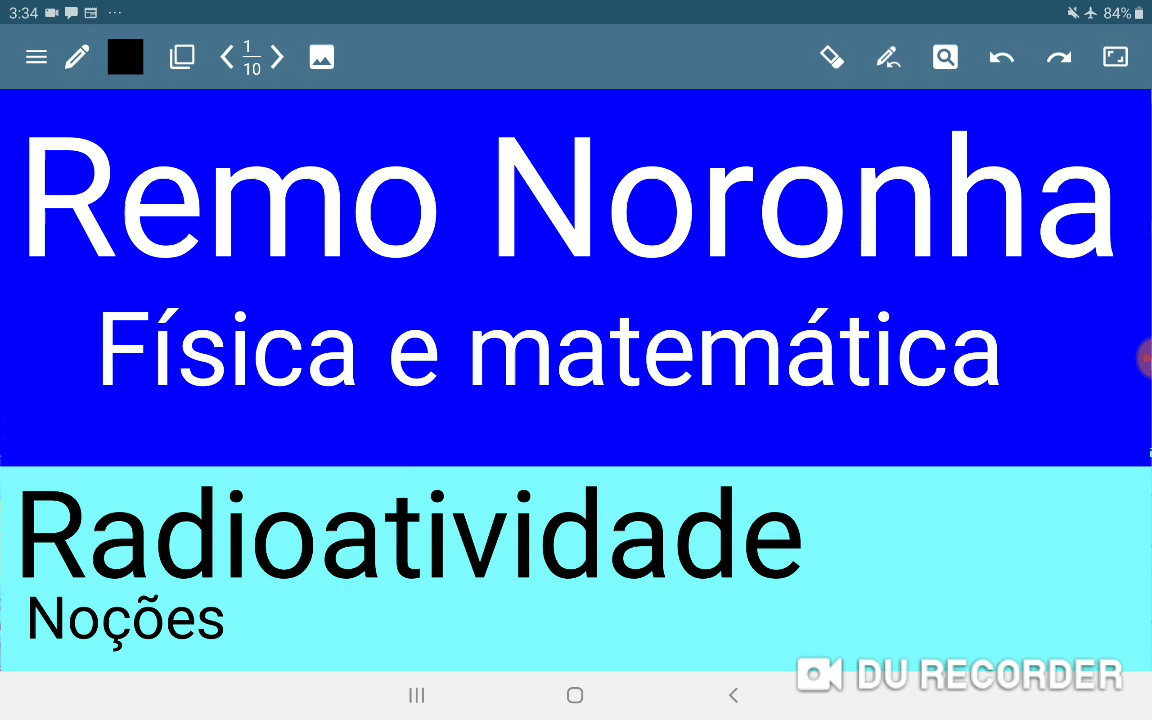 3:34 ... 84%
1
10
Remo Noronha
Física e matemática
Radioatividade
Noções
DU RECORDER